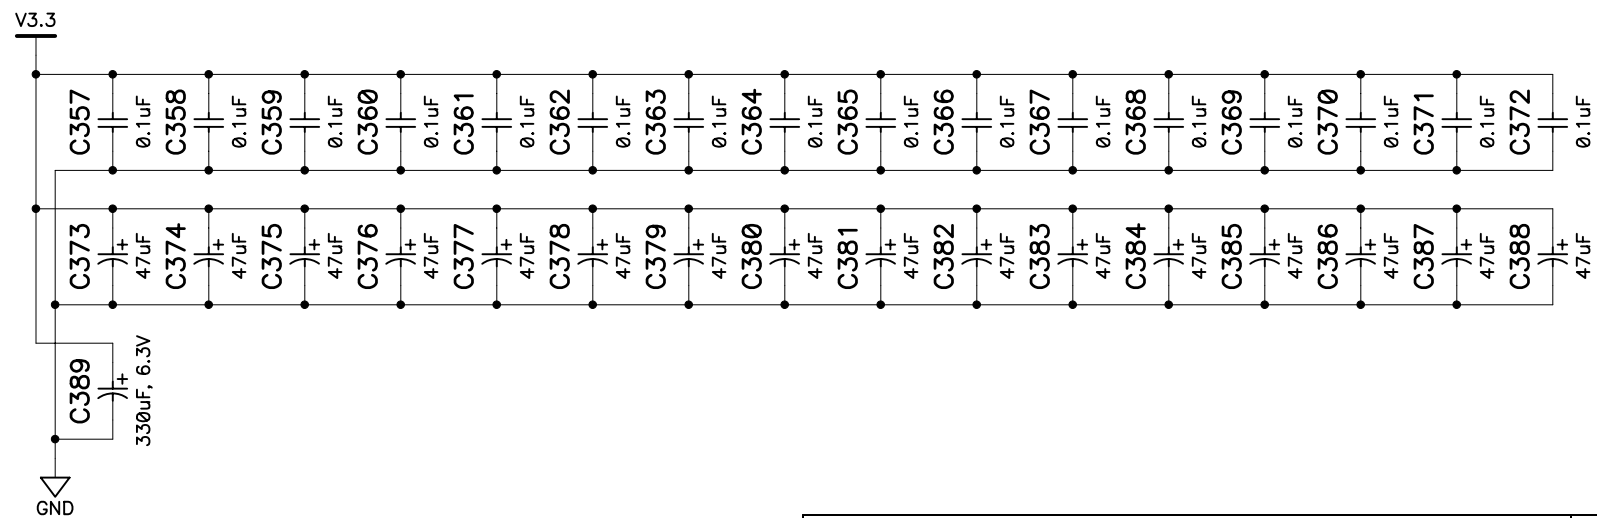 V3.3
C357 0.1uF C358 0.1uF C359 0.1uF C360 0.1uF C361 0.1uF C362 0.1uF C363 0.1uF C364 0.1uF C365 0.1uF C366 0.1uF C367 0.1uF C368 0.1uF C369 0.1uF C370 0.1uF C371 0.1uF C372 0.1uF
C373 + 47uF C374 + 47uF C375 + 47uF C376 + 47uF C377 + 47uF C378 + 47uF C379 + 47uF C380 + 47uF C381 + 47uF C382 + 47uF C383 + 47uF C384 + 47uF C385 + 47uF C386 + 47uF C387 + 47uF C388 + 47uF
C389 + 330uF, 6.3V
GND